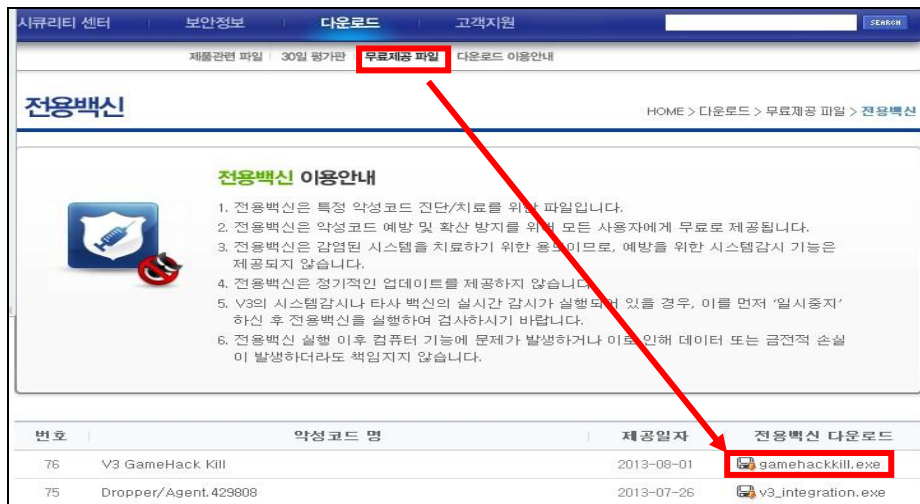 시큐리티 센터 보안정보 다운로드 고객지원 SEARCH
제품관련 파일 30일 평가판 무료제공 파일 다운로드 이용안내
전용백신 HOME > 다운로드 > 무료제공 파일 > 전용백신
전용백신 이용안내
1. 전용백신은 특정 악성코드 진단/치료를 위한 파일입니다.
2. 전용백신은 악성코드 예방 및 확산 방지를 위해 모든 사용자에게 무료로 제공됩니다.
3. 전용백신은 감염된 시스템을 치료하기 위한 용도이므로, 예방을 위한 시스템감시 기능은
제공되지 않습니다.
4. 전용백신은 정기적인 업데이트를 제공하지 않습니다
5. V3의 시스템감시나 타사 백신의 실시간 감시가 실행되어 있을 경우, 이를 먼저 '일시중지'
하신 후 전용백신을 실행하여 검사하시기 바랍니다.
6. 전용백신 실행 이후 컴퓨터 기능에 문제가 발생하거나 이로 인해 데이터 또는 금전적 손실
이 발생하더라도 책임지지 않습니다.
번호 악성코드 명 제공일자 전용백신 다운로드
76 V3 GameHack Kill 2013-08-01 gamehackkill.exe
75 Dropper/Agent.429808 2013-07-26 v3_integration.exe